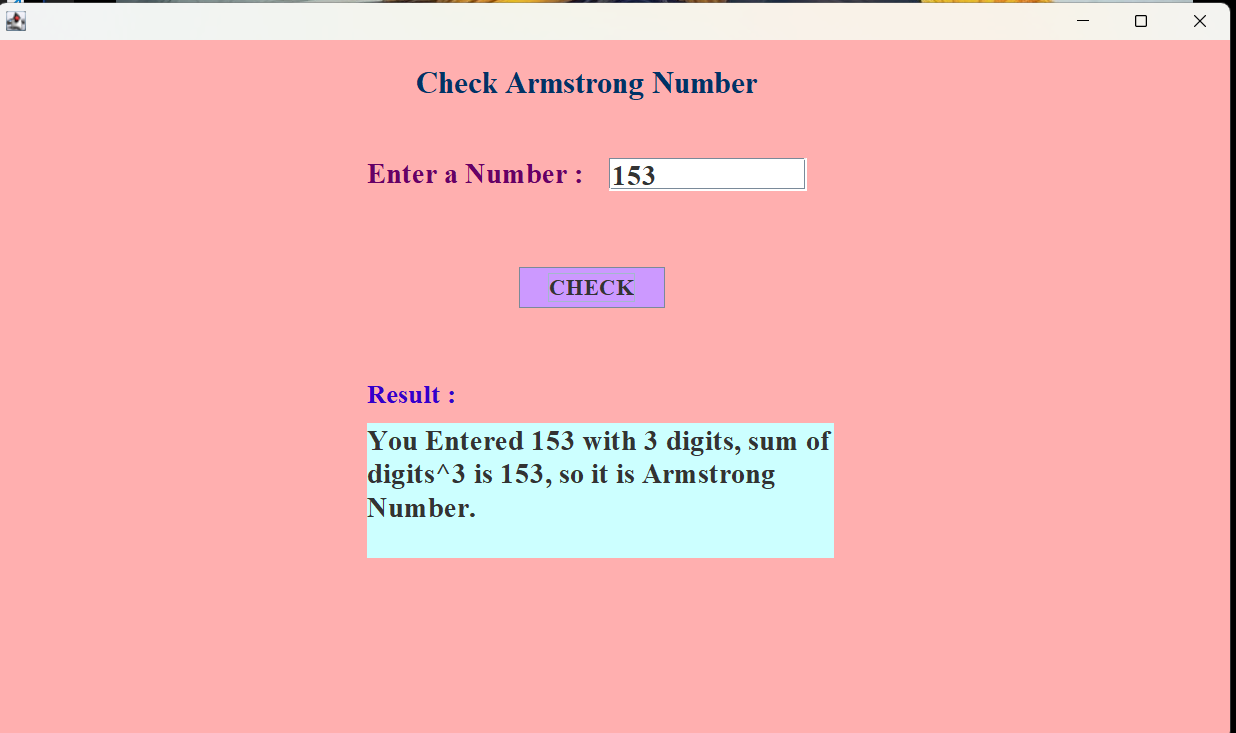 Check Armstrong Number
Enter a Number :
153
CHECK
Result :
You Entered 153 with 3 digits, sum of
digits^3 is 153, so it is Armstrong
Number.